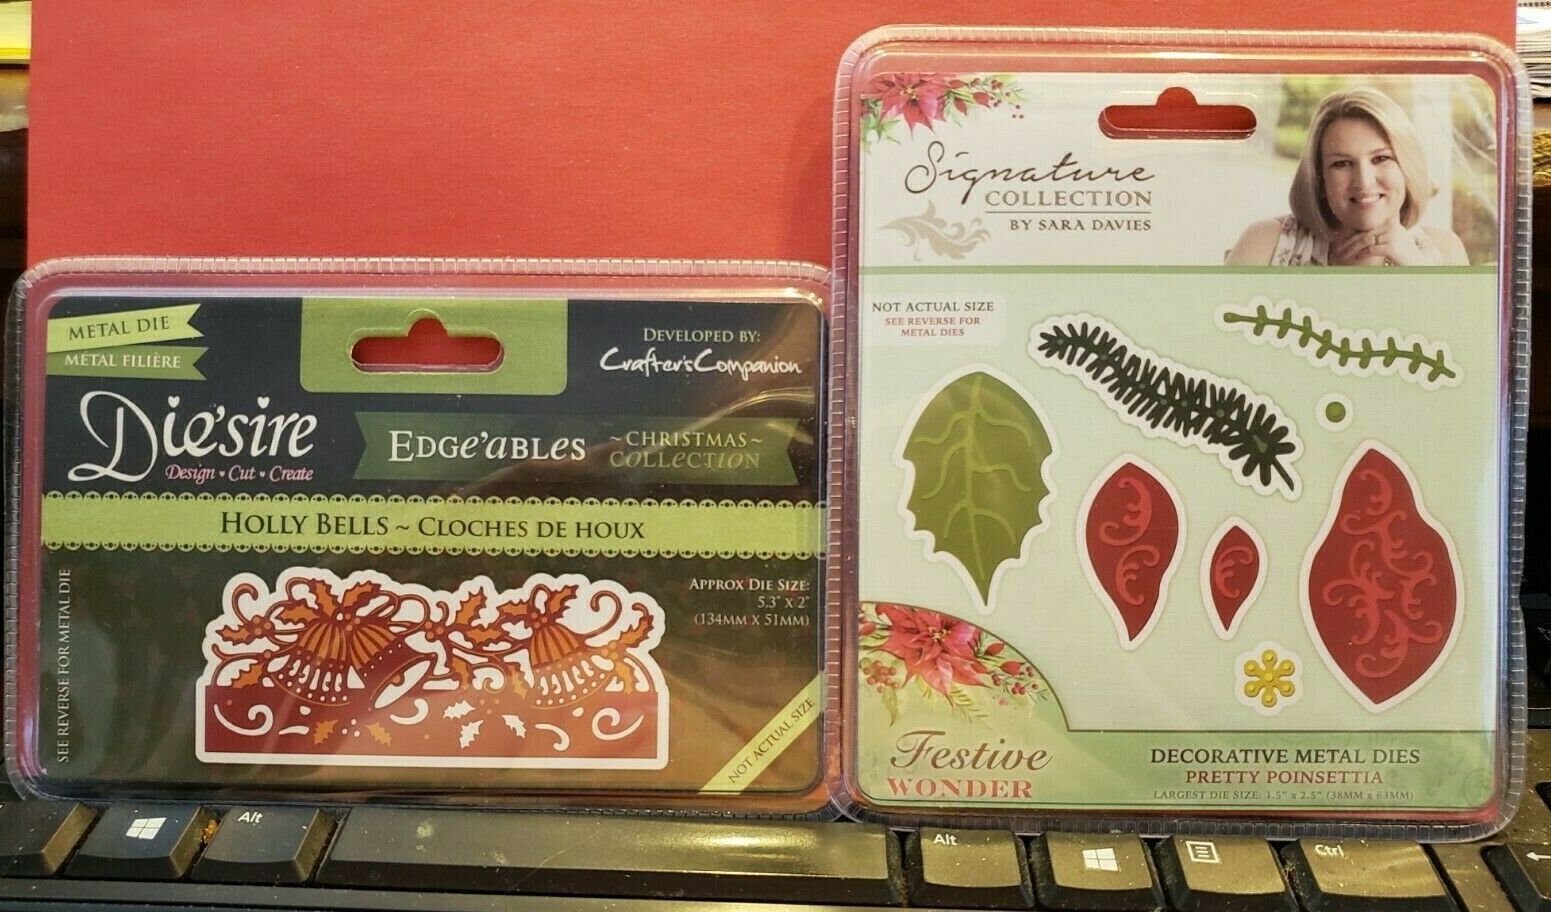 METAL DIE
METAL FILIÈRE
DEVELOPED BY:
Crafter's Companion
Die'sire
Design • Cut • Create
EDGE'ABLES
~CHRISTMAS~
COLLECTION
HOLLY BELLS ~ CLOCHES DE HOUX
SEE REVERSE FOR METAL DIE
APPROX DIE SIZE:
5.3" X 2"
(134MM X 51MM)
NOT ACTUAL SIZE
Signature
COLLECTION
BY SARA DAVIES
NOT ACTUAL SIZE
SEE REVERSE FOR
METAL DIES
Festive
WONDER
DECORATIVE METAL DIES
PRETTY POINSETTIA
LARGEST DIE SIZE: 1.5" x 2.5" (38MM x 63MM)
Alt
Alt
Ctrl